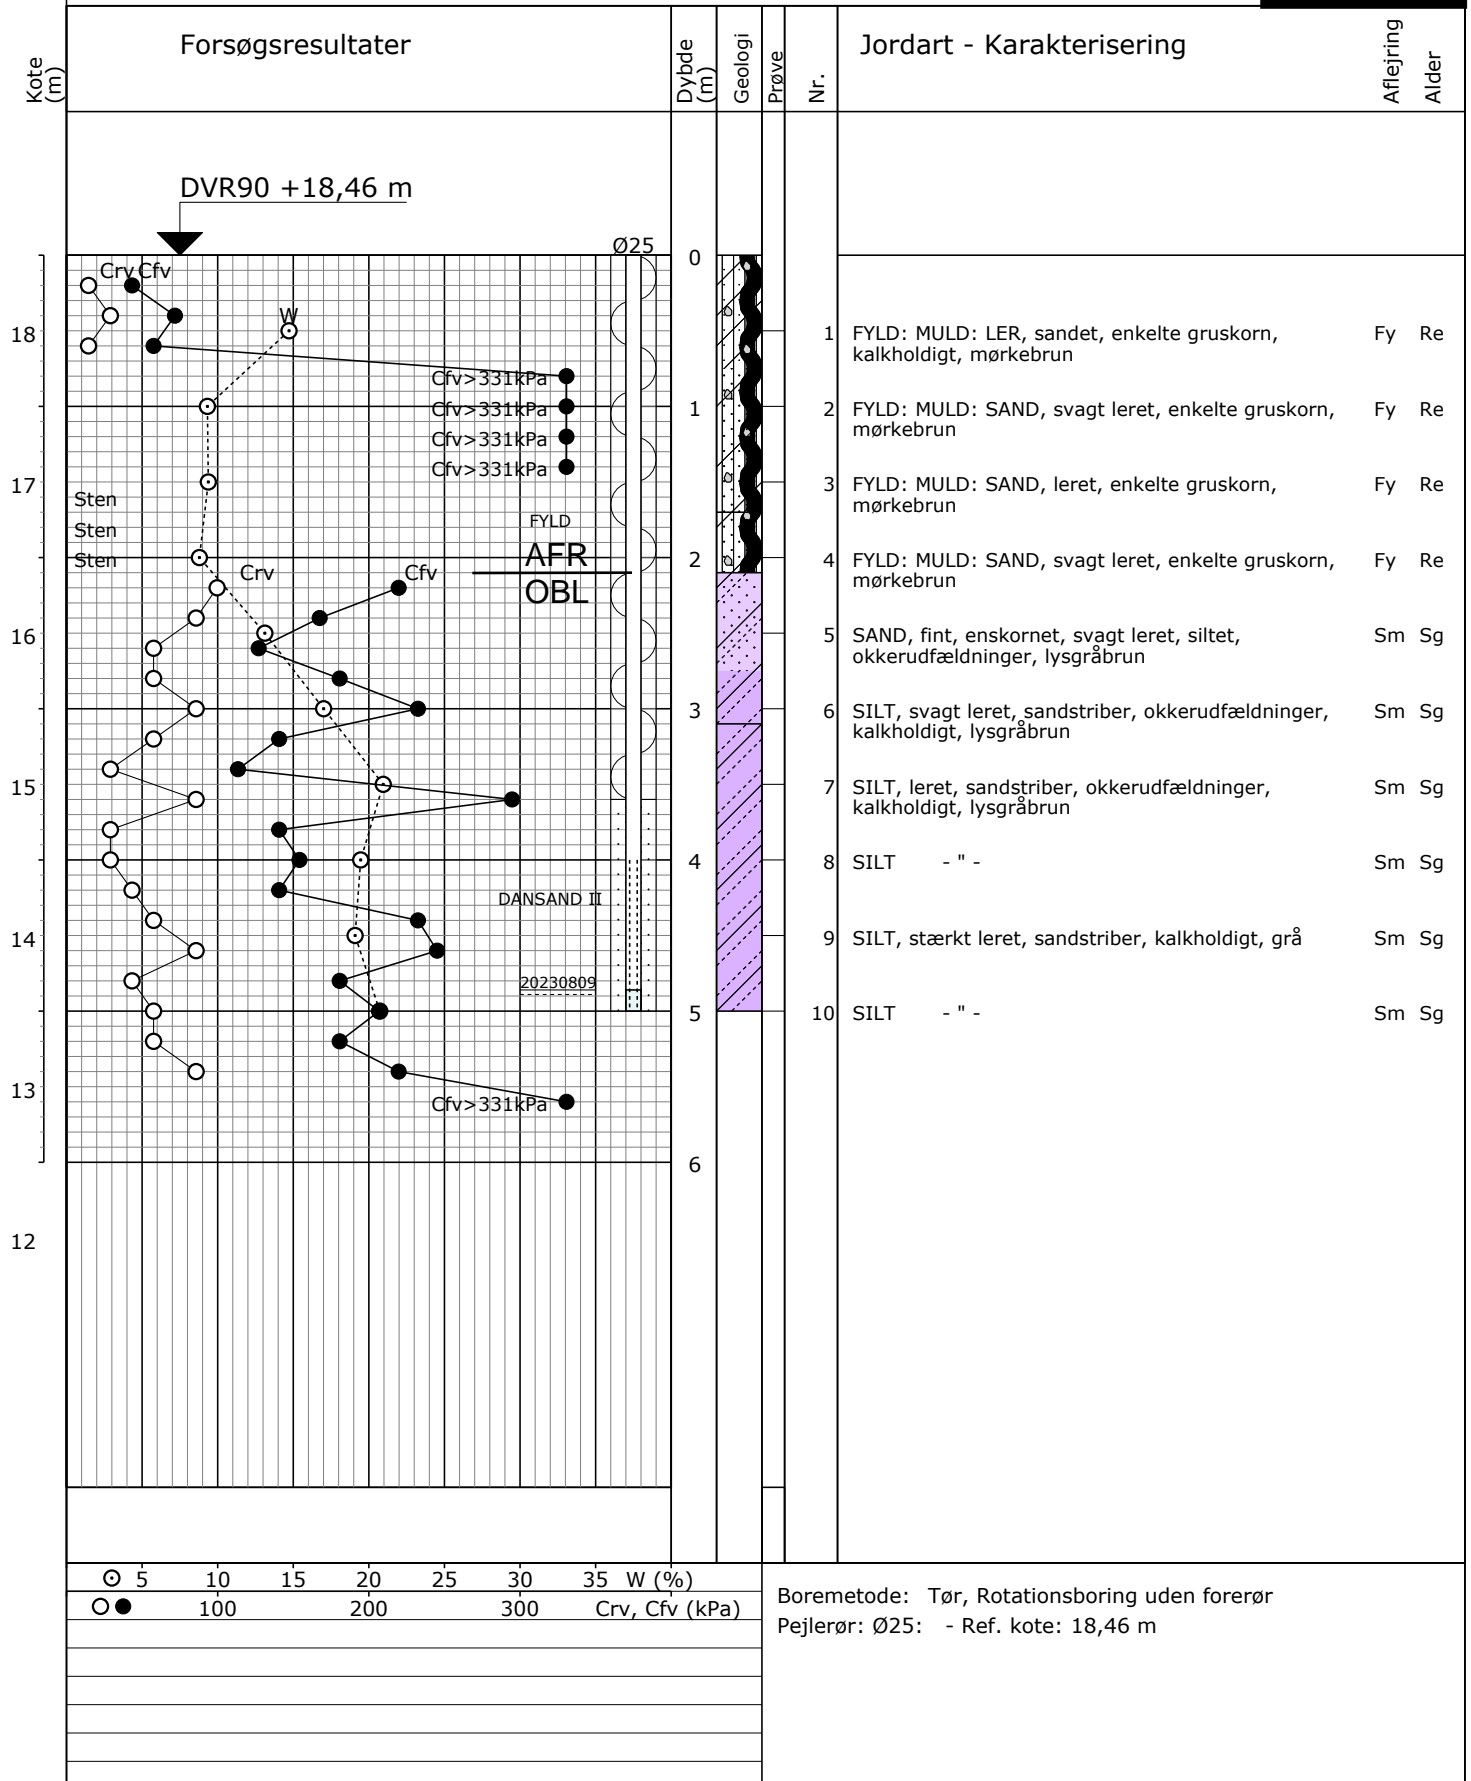 Forsøgsresultater
Kote
(m)
Dybde
(m)
Geologi
Prøve
Nr.
Jordart - Karakterisering
Aflejring
Alder
DVR90 +18,46 m
Ø25
0
Crv Cfv
W
18
1 FYLD: MULD: LER, sandet, enkelte gruskorn, Fy Re
kalkholdigt, mørkebrun
Cfv>331kPa
Cfv>331kPa
1
2 FYLD: MULD: SAND, svagt leret, enkelte gruskorn, Fy Re
mørkebrun
Cfv>331kPa
Cfv>331kPa
17
3 FYLD: MULD: SAND, leret, enkelte gruskorn, Fy Re
mørkebrun
Sten
Sten
Sten
FYLD
AFR
OBL
2
4 FYLD: MULD: SAND, svagt leret, enkelte gruskorn, Fy Re
mørkebrun
Crv
Cfv
16
5 SAND, fint, enskornet, svagt leret, siltet, Sm Sg
okkerudfældninger, lysgråbrun
3
6 SILT, svagt leret, sandstriber, okkerudfældninger, Sm Sg
kalkholdigt, lysgråbrun
15
7 SILT, leret, sandstriber, okkerudfældninger, Sm Sg
kalkholdigt, lysgråbrun
4
8 SILT - " - Sm Sg
DANSAND II
14
9 SILT, stærkt leret, sandstriber, kalkholdigt, grå Sm Sg
20230809
5
10 SILT - " - Sm Sg
13
Cfv>331kPa
6
12
5 10 15 20 25 30 35 W (%)
100 200 300 Crv, Cfv (kPa)
Boremetode: Tør, Rotationsboring uden forerør
Pejlerør: Ø25: - Ref. kote: 18,46 m